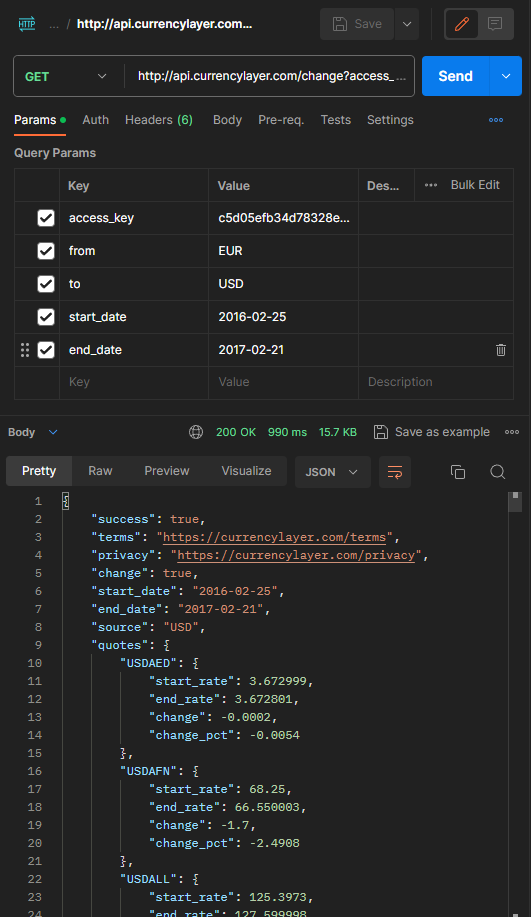 HTTP ... / http://api.currencylayer.com... Save
GET http://api.currencylayer.com/change?access_... Send
Params Auth Headers (6) Body Pre-req. Tests Settings
Query Params
Key Value Des... Bulk Edit
access_key c5d05efb34d78328e...
from EUR
to USD
start_date 2016-02-25
end_date 2017-02-21
Key Value Description
Body 200 OK 990 ms 15.7 KB Save as example
Pretty Raw Preview Visualize JSON
1 {
2 "success": true,
3 "terms": "https://currencylayer.com/terms",
4 "privacy": "https://currencylayer.com/privacy",
5 "change": true,
6 "start_date": "2016-02-25",
7 "end_date": "2017-02-21",
8 "source": "USD",
9 "quotes": {
10 "USDAED": {
11 "start_rate": 3.672999,
12 "end_rate": 3.672801,
13 "change": -0.0002,
14 "change_pct": -0.0054
15 },
16 "USDAFN": {
17 "start_rate": 68.25,
18 "end_rate": 66.550003,
19 "change": -1.7,
20 "change_pct": -2.4908
21 },
22 "USDALL": {
23 "start_rate": 125.3973,
24 "end_rate": 127.599998,